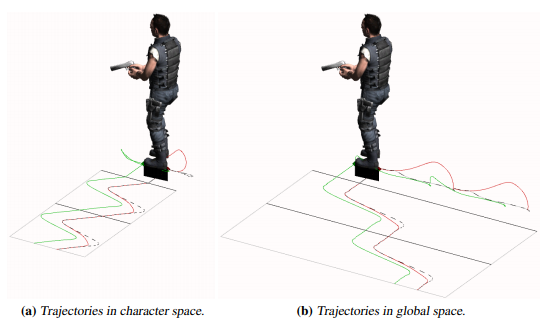 (a) Trajectories in character space.
(b) Trajectories in global space.